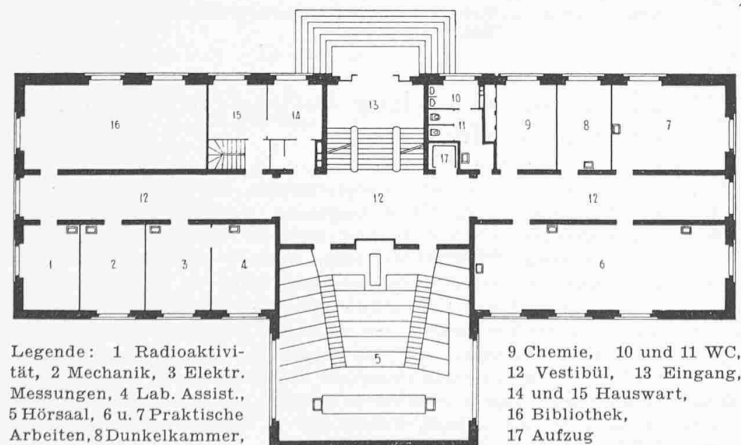 16
15
14
13
10
11
17
9
8
7
12
12
12
1
2
3
4
5
6
Legende: 1 Radioaktivi-
tät, 2 Mechanik, 3 Elektr.
Messungen, 4 Lab. Assist.,
5 Hörsaal, 6 u. 7 Praktische
Arbeiten, 8 Dunkelkammer,
9 Chemie, 10 und 11 WC,
12 Vestibül, 13 Eingang,
14 und 15 Hauswart,
16 Bibliothek,
17 Aufzug